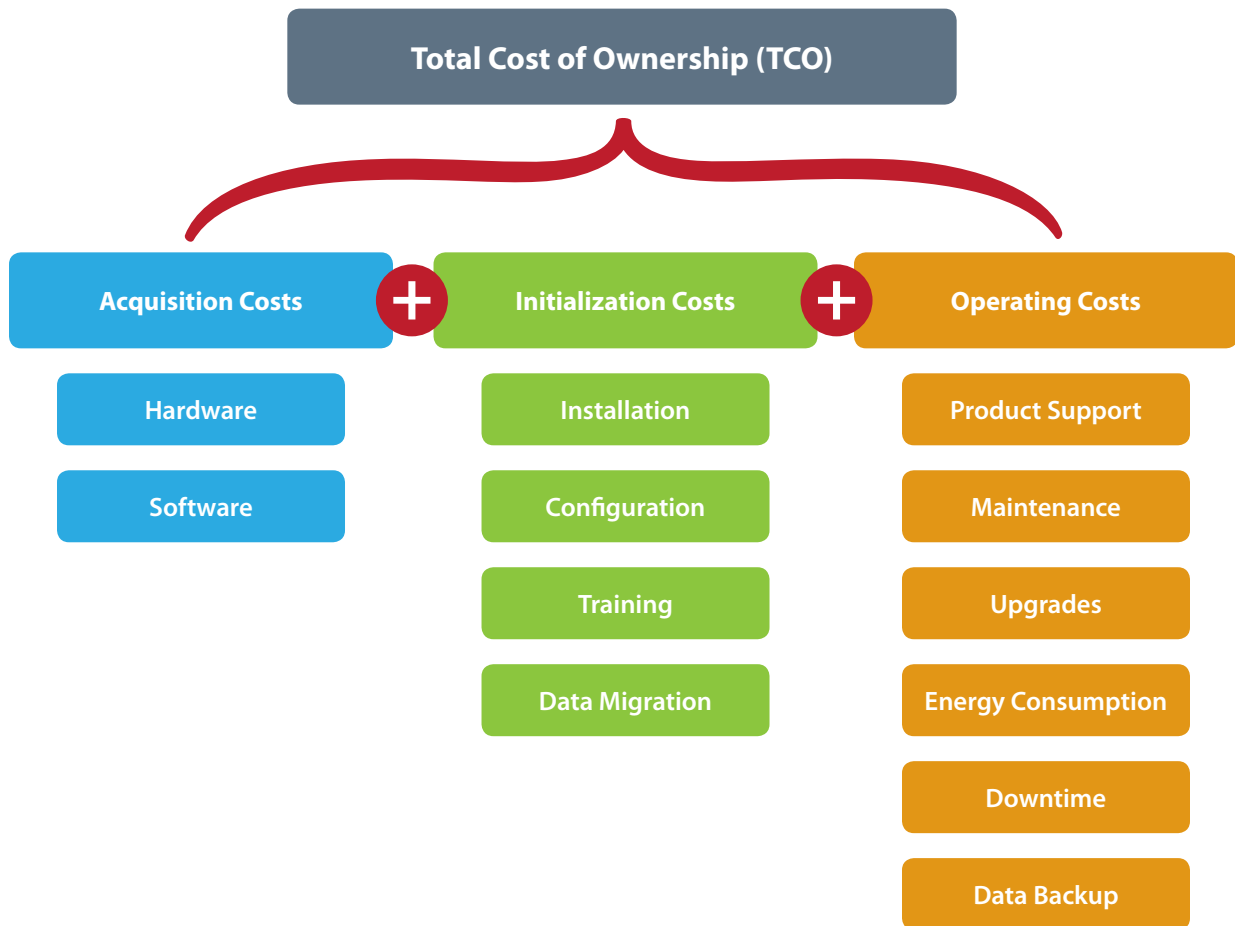 Total Cost of Ownership (TCO)
Acquisition Costs
Initialization Costs
Operating Costs
Hardware
Software
Installation
Configuration
Training
Data Migration
Product Support
Maintenance
Upgrades
Energy Consumption
Downtime
Data Backup